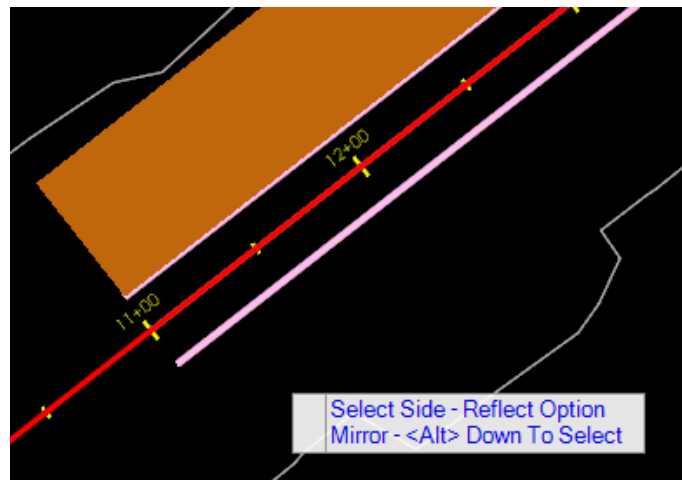 12+00
11+00
Select Side - Reflect Option
Mirror - <Alt> Down To Select